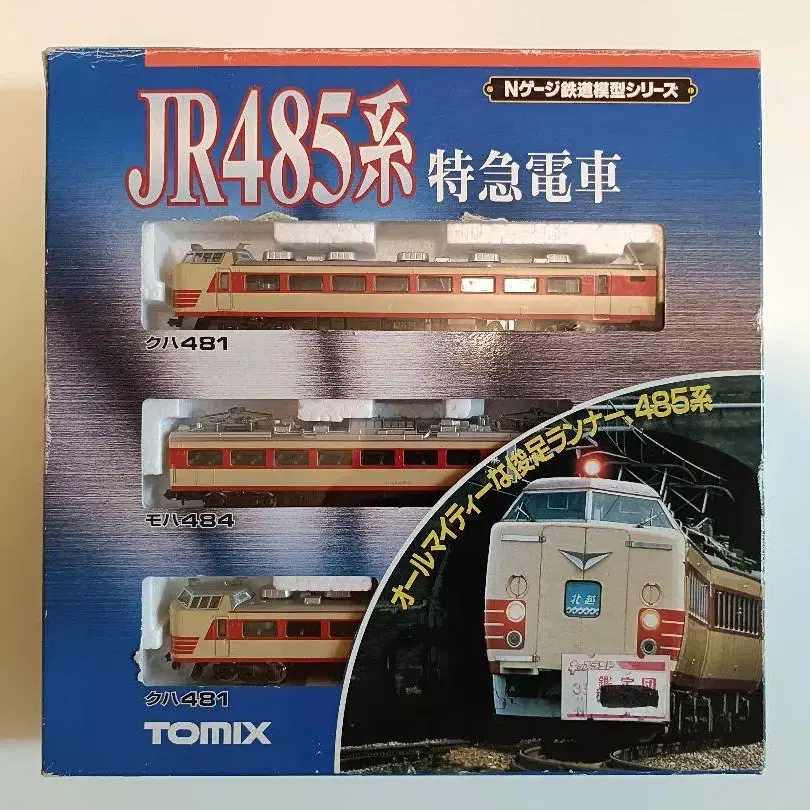 Nゲージ鉄道模型シリーズ
JR485系 特急電車
クハ481
モハ484
オールマイティーな俊足ランナー、485系
北越
鑑定団
クハ481
TOMIX